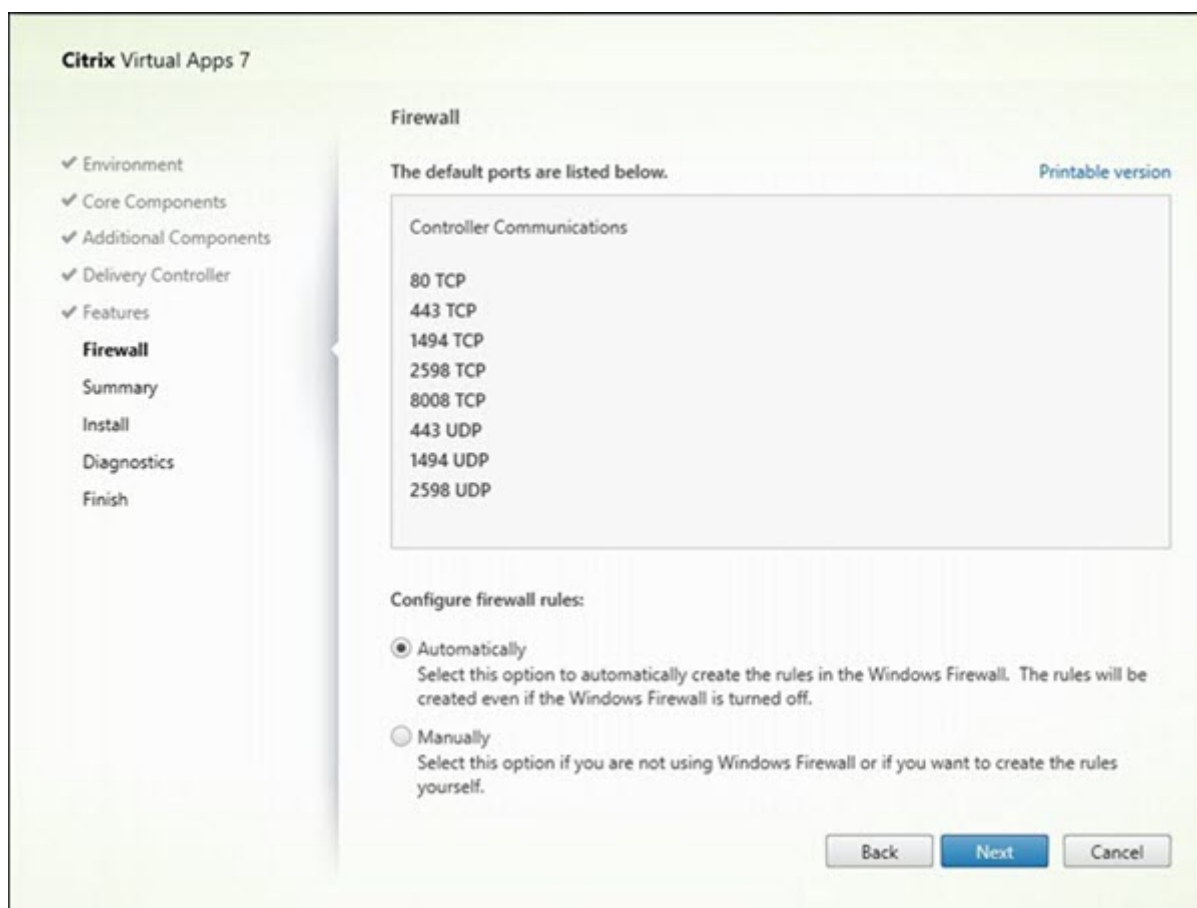 Citrix Virtual Apps 7
Environment
Core Components
Additional Components
Delivery Controller
Features
Firewall
Summary
Install
Diagnostics
Finish
Firewall
The default ports are listed below.
Printable version
Controller Communications
80 TCP
443 TCP
1494 TCP
2598 TCP
8008 TCP
443 UDP
1494 UDP
2598 UDP
Configure firewall rules:
Automatically
Select this option to automatically create the rules in the Windows Firewall. The rules will be
created even if the Windows Firewall is turned off.
Manually
Select this option if you are not using Windows Firewall or if you want to create the rules
yourself.
Back
Next
Cancel